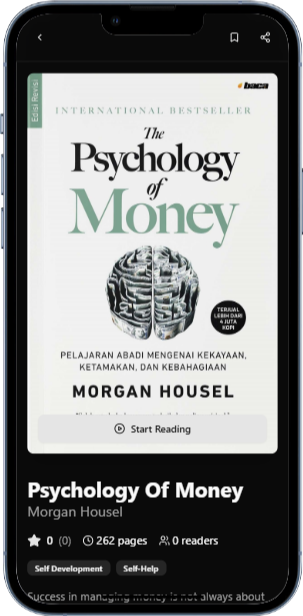 Edisi Revisi
baca
INTERNATIONAL BESTSELLER
The
Psychology
of
Money
TERJUAL
LEBIH DARI
4 JUTA
KOPI
PELAJARAN ABADI MENGENAI KEKAYAAN,
KETAMAKAN, DAN KEBAHAGIAAN
MORGAN HOUSEL
Start Reading
Psychology Of Money
Morgan Housel
0 (0) 262 pages 0 readers
Self Development Self-Help
Success in managing money is not always about